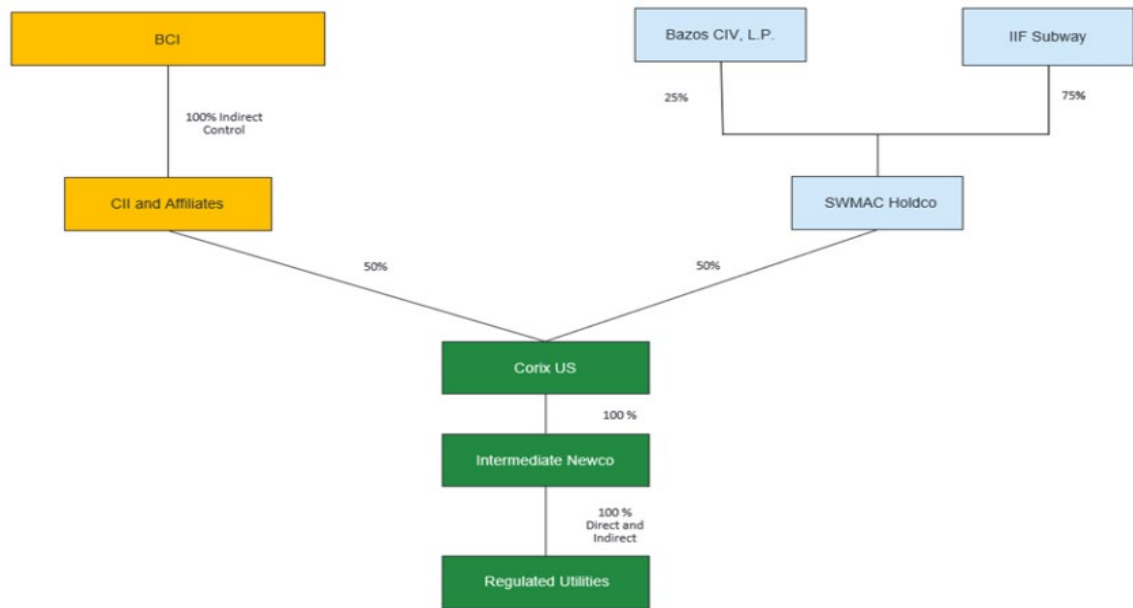 BCI
Bazos CIV, L.P.
IIF Subway
25%
75%
100% Indirect
Control
CII and Affiliates
SWMAC Holdco
50%
50%
Corix US
100 %
Intermediate Newco
100 %
Direct and
Indirect
Regulated Utilities